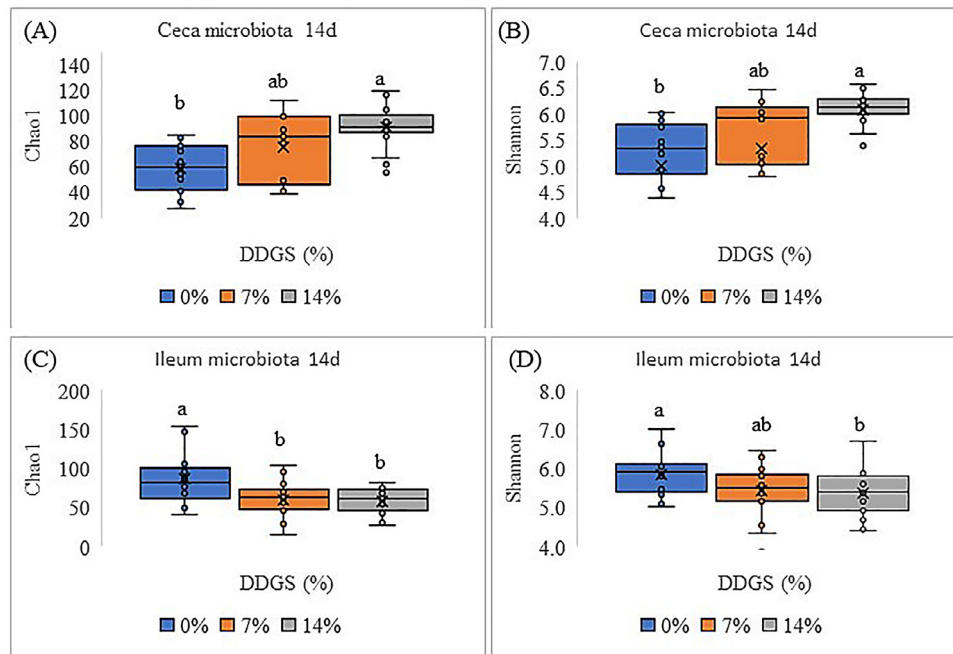 (A)
Ceca microbiota 14d
Chao1
140
120
100
80
60
40
20
b
ab
a
DDGS (%)
0% 7% 14%
(B)
Ceca microbiota 14d
Shannon
7.0
6.5
6.0
5.5
5.0
4.5
4.0
b
ab
a
DDGS (%)
0% 7% 14%
(C)
Ileum microbiota 14d
Chao1
200
150
100
50
0
a
b
b
DDGS (%)
0% 7% 14%
(D)
Ileum microbiota 14d
Shannon
8.0
7.0
6.0
5.0
4.0
a
ab
b
DDGS (%)
0% 7% 14%